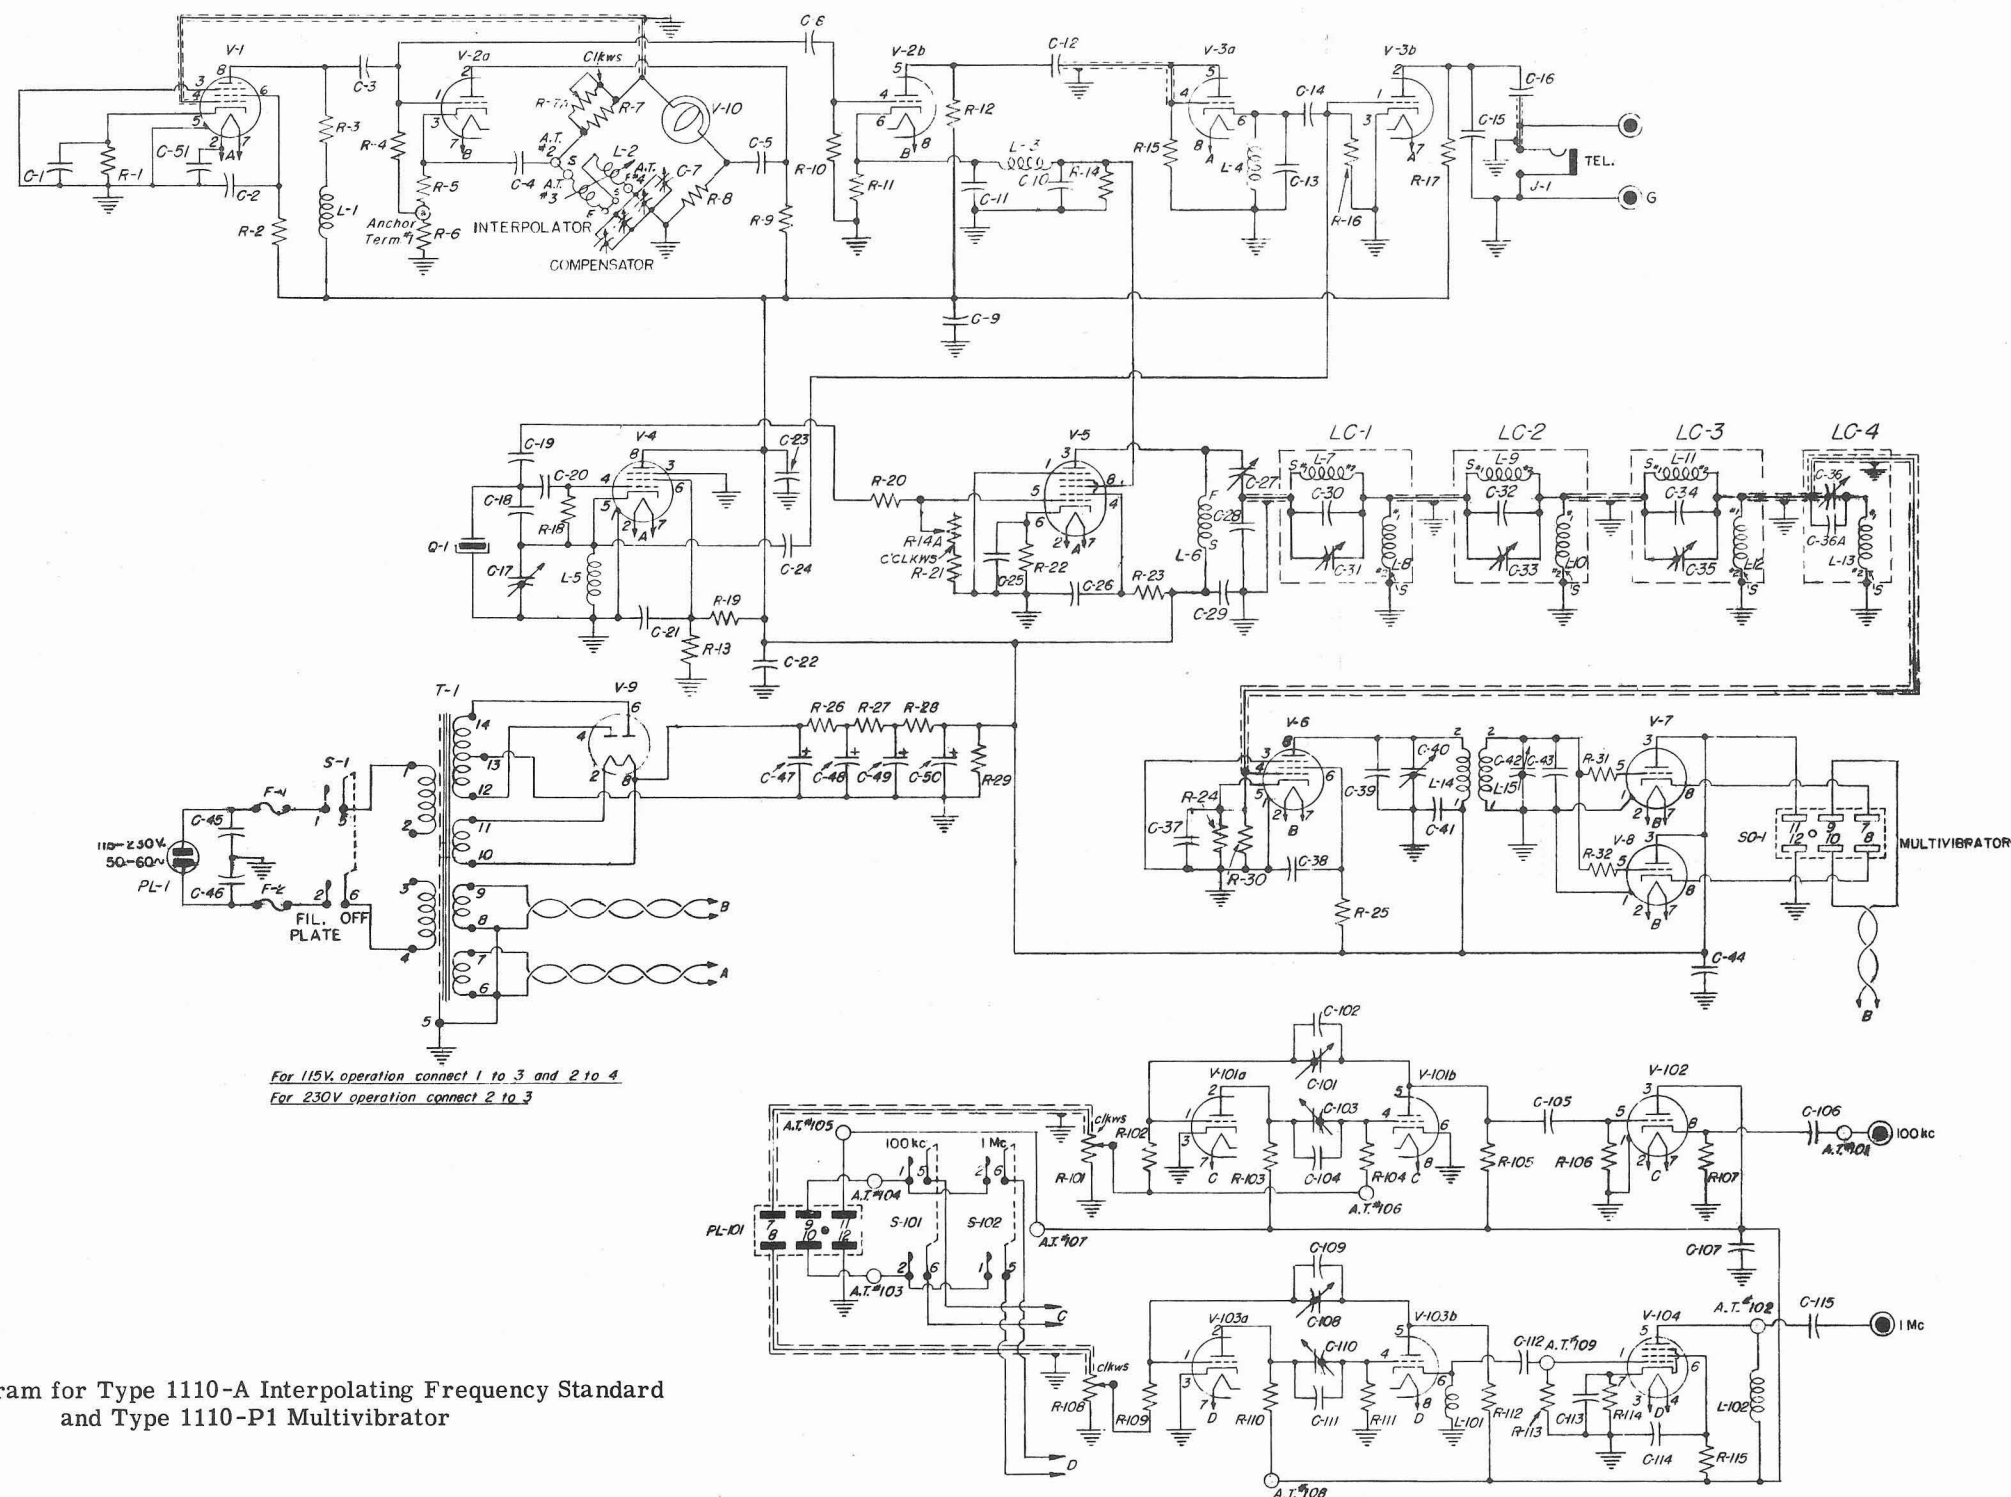 V-1
V-2a
V-2b
V-3a
V-3b
V-10
C-1
R-1
C-51
C-2
R-2
R-3
L-1
C-3
R-4
R-5
Anchor
Term.#1
R-6
C-4
A.T.
#2
A.T.
#3
Clkws
R-7
L-2
A.T.
#4
C-7
R-8
C-5
R-9
INTERPOLATOR
COMPENSATOR
R-10
R-11
R-12
L-3
C-10
C-11
R-14
C-12
R-15
L-4
C-13
C-14
R-16
R-17
C-15
C-16
TEL.
J-1
G
C-9
C-19
C-18
C-20
R-18
Q-1
C-17
L-5
V-4
C-23
C-24
C-21
R-19
R-13
C-22
R-20
R-14A
C'CLKWS
R-21
V-5
C-25
R-22
C-26
R-23
L-6
C-27
C-28
C-29
LC-1
L-7
C-30
C-31
L-8
LC-2
L-9
C-32
C-33
L-10
LC-3
L-11
C-34
C-35
L-12
LC-4
C-36
C-36A
L-13
T-1
V-9
S-1
F-2
C-45
C-46
115-230V.
50-60~
PL-1
FIL. OFF
PLATE
R-26
R-27
R-28
C-47
C-48
C-49
C-50
R-29
B
A
V-6
R-24
C-37
R-30
C-38
R-25
C-39
C-40
L-14
C-41
L-15
C-42
C-43
R-31
R-32
V-7
V-8
SO-1
MULTIVIBRATOR
C-44
B
For 115V. operation connect 1 to 3 and 2 to 4
For 230V operation connect 2 to 3
C-102
C-101
V-101a
V-101b
C-103
C-104
R-102
R-103
R-104
R-105
C-105
R-106
V-102
R-107
C-106
A.T.#101
100kc
A.T.#105
A.T.#104
A.T.#103
100kc
1 Mc
S-101
S-102
PL-101
clkws
R-101
A.T.#106
A.T.#107
C-107
C
D
C-109
C-108
V-103a
V-103b
C-110
C-111
clkws
R-108
R-109
R-110
R-111
L-101
R-112
C-112
A.T.#109
R-113
C-113
R-114
V-104
C-114
R-115
L-102
A.T.#102
C-115
1 Mc
A.T.#108
ram for Type 1110-A Interpolating Frequency Standard
and Type 1110-P1 Multivibrator